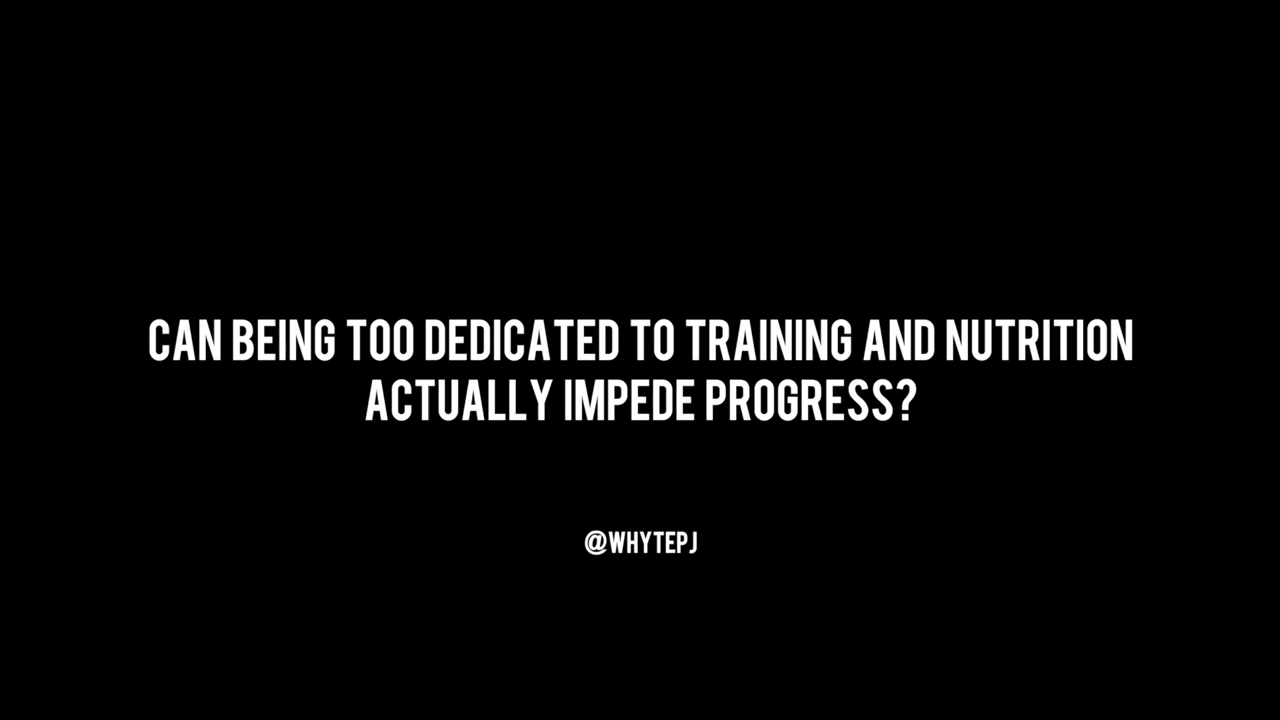 CAN BEING TOO DEDICATED TO TRAINING AND NUTRITION
ACTUALLY IMPEDE PROGRESS?
@WHYTEPJ